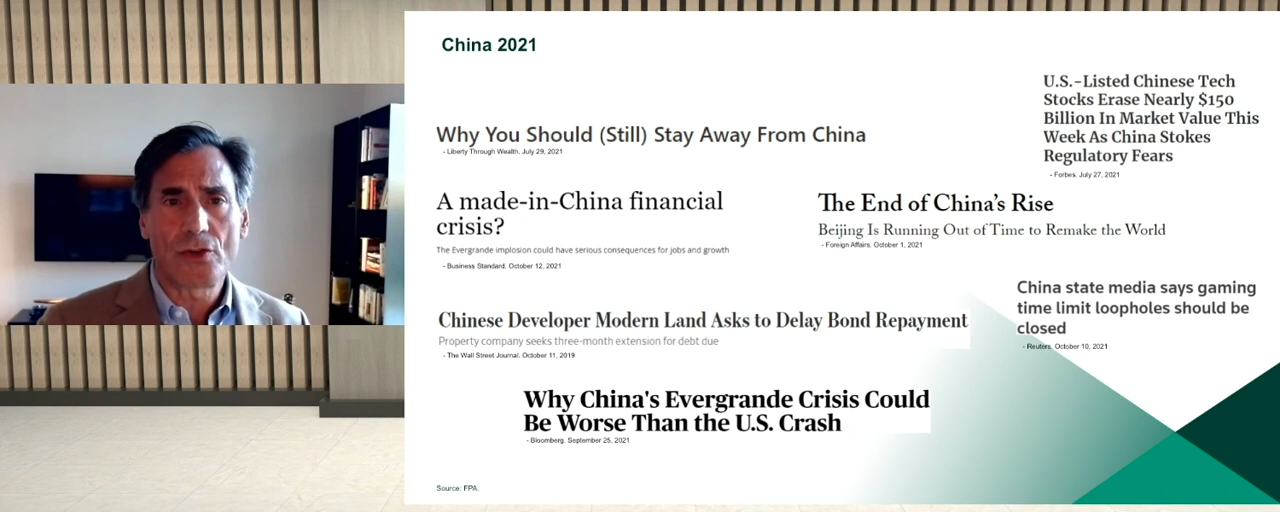 China 2021
U.S.-Listed Chinese Tech
Stocks Erase Nearly $150
Billion In Market Value This
Week As China Stokes
Regulatory Fears
- Forbes. July 27, 2021
Why You Should (Still) Stay Away From China
- Liberty Through Wealth. July 29, 2021
A made-in-China financial
crisis?
The Evergrande implosion could have serious consequences for jobs and growth
- Business Standard. October 12, 2021
The End of China's Rise
Beijing Is Running Out of Time to Remake the World
- Foreign Affairs. October 1, 2021
China state media says gaming
time limit loopholes should be
closed
- Reuters. October 10, 2021
Chinese Developer Modern Land Asks to Delay Bond Repayment
Property company seeks three-month extension for debt due
- The Wall Street Journal. October 11, 2019
Why China's Evergrande Crisis Could
Be Worse Than the U.S. Crash
- Bloomberg. September 25, 2021
Source: FPA.